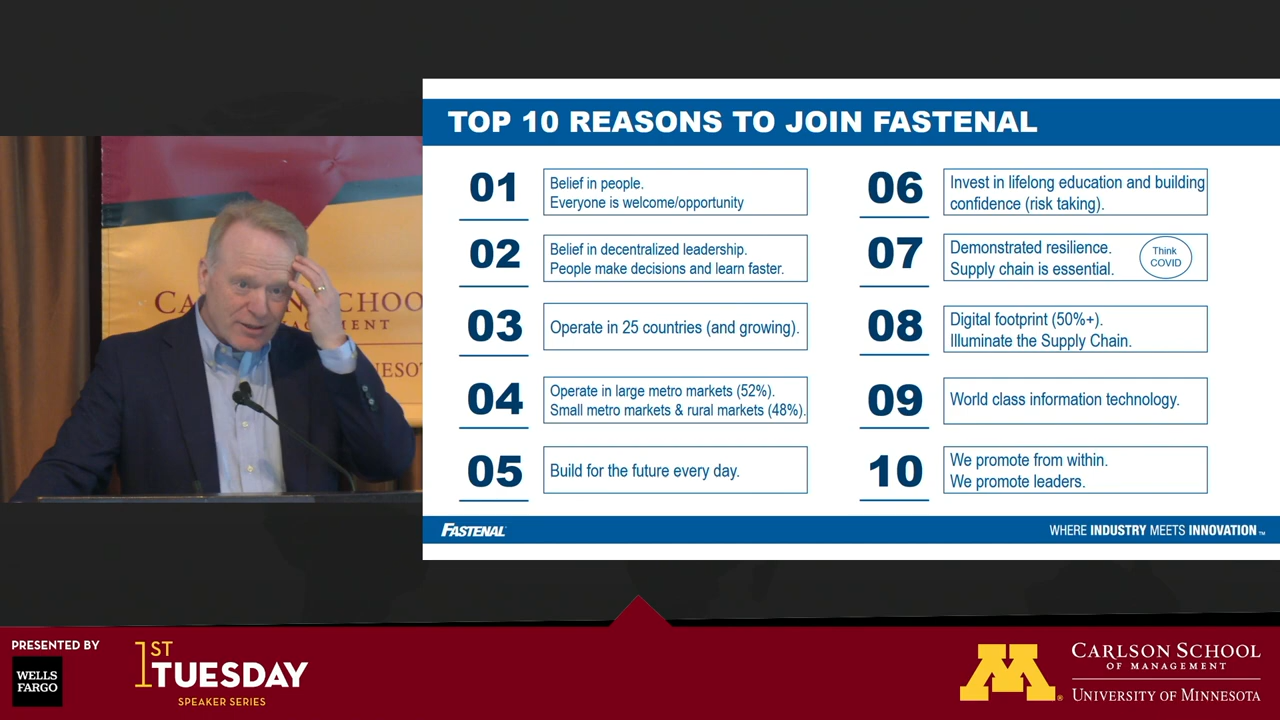 TOP 10 REASONS TO JOIN FASTENAL
01
Belief in people.
Everyone is welcome/opportunity
02
Belief in decentralized leadership.
People make decisions and learn faster.
03
Operate in 25 countries (and growing).
04
Operate in large metro markets (52%).
Small metro markets & rural markets (48%).
05
Build for the future every day.
06
Invest in lifelong education and building
confidence (risk taking).
07
Demonstrated resilience.
Supply chain is essential.
Think
COVID
08
Digital footprint (50%+).
Illuminate the Supply Chain.
09
World class information technology.
10
We promote from within.
We promote leaders.
FASTENAL
WHERE INDUSTRY MEETS INNOVATION™
PRESENTED BY
WELLS
FARGO
1ST
TUESDAY
SPEAKER SERIES
M®
CARLSON SCHOOL
OF MANAGEMENT
UNIVERSITY OF MINNESOTA